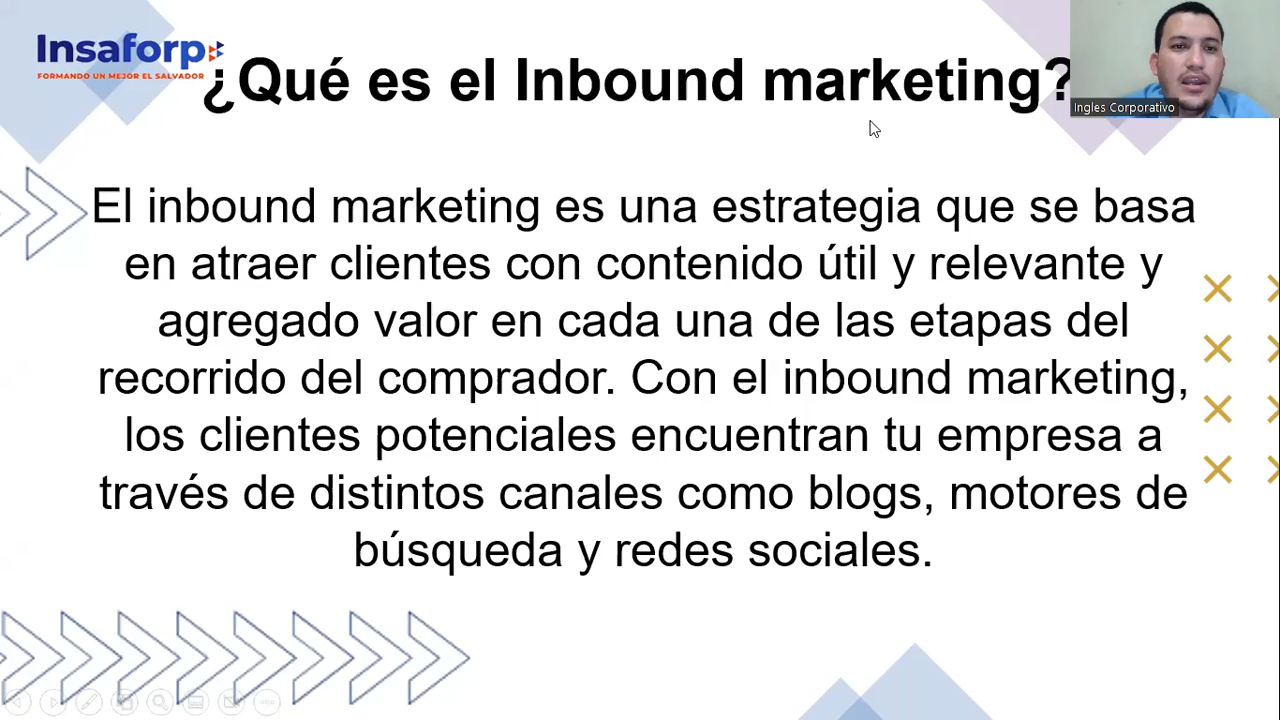 Insaforp
FORMANDO UN MEJOR EL SALVADOR
¿Qué es el Inbound marketing?
Ingles Corporativo
El inbound marketing es una estrategia que se basa
en atraer clientes con contenido útil y relevante y
agregado valor en cada una de las etapas del
recorrido del comprador. Con el inbound marketing,
los clientes potenciales encuentran tu empresa a
través de distintos canales como blogs, motores de
búsqueda y redes sociales.